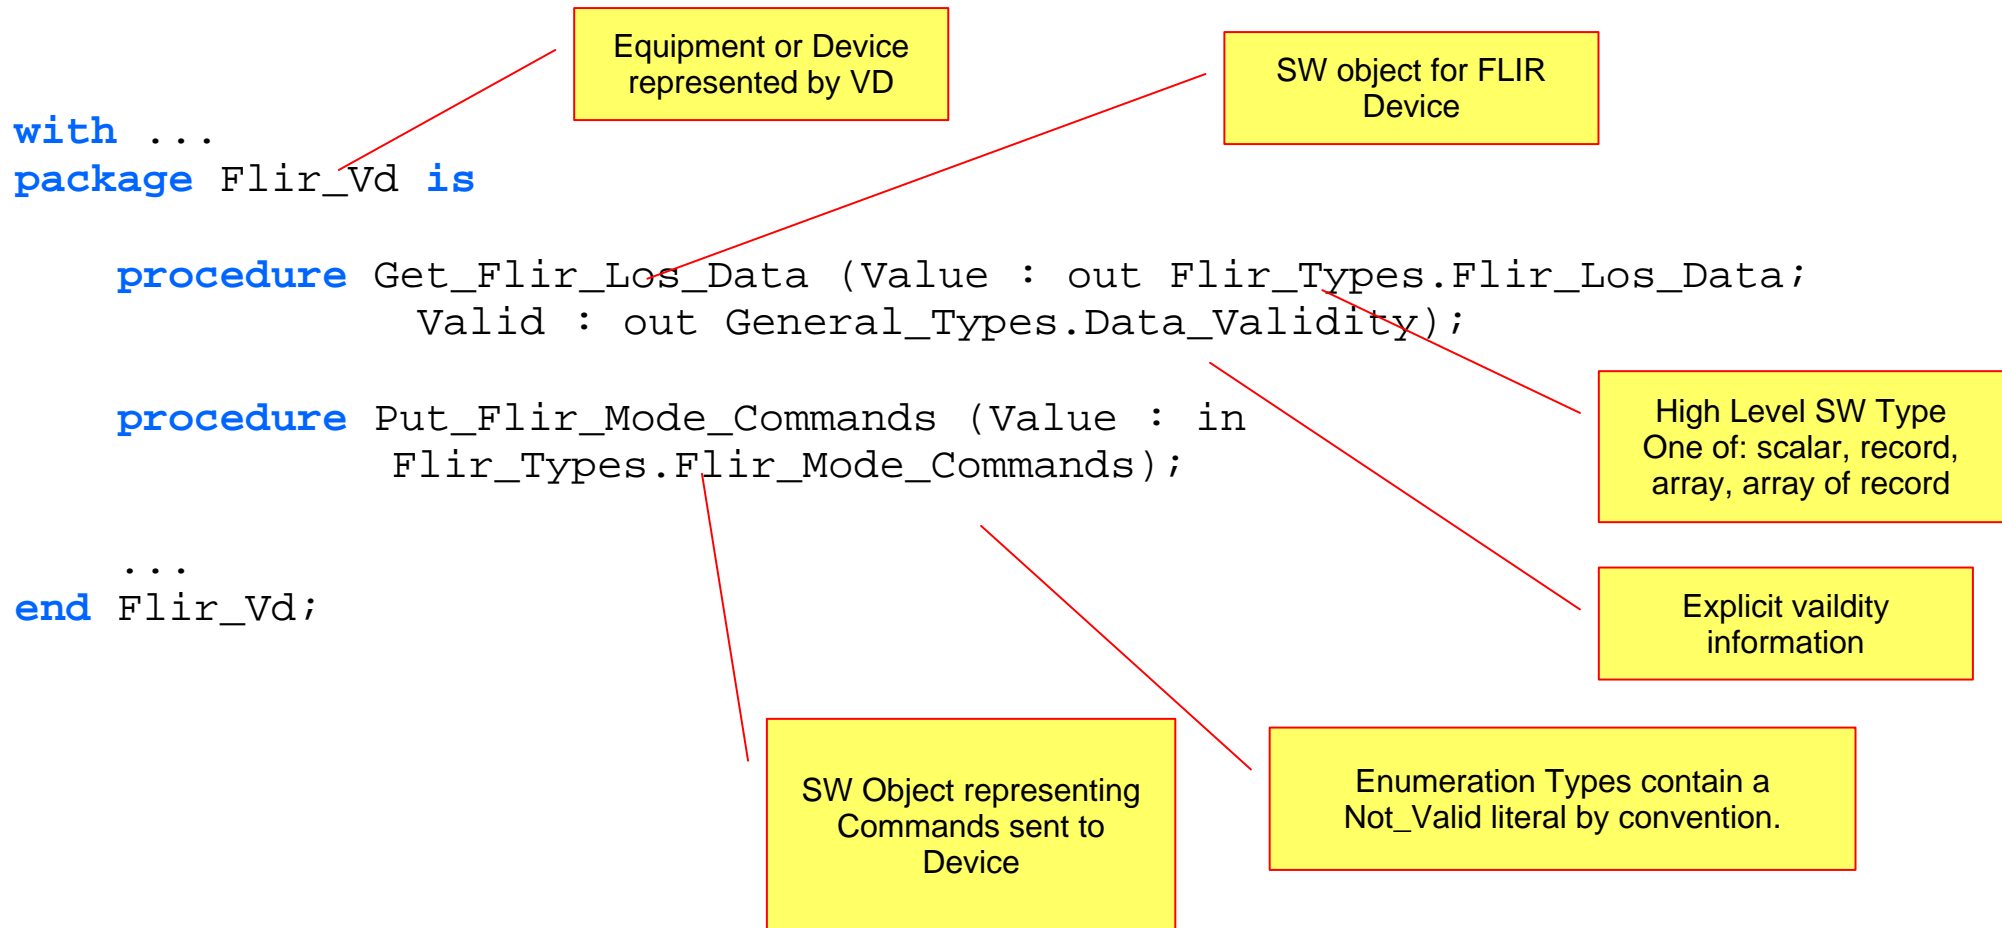 Equipment or Device
represented by VD
SW object for FLIR
Device
with ...
package Flir_Vd is
procedure Get_Flir_Los_Data (Value : out Flir_Types.Flir_Los_Data;
Valid : out General_Types.Data_Validity);
procedure Put_Flir_Mode_Commands (Value : in
Flir_Types.Flir_Mode_Commands);
High Level SW Type
One of: scalar, record,
array, array of record
...
end Flir_Vd;
Explicit vaildity
information
SW Object representing
Commands sent to
Device
Enumeration Types contain a
Not_Valid literal by convention.